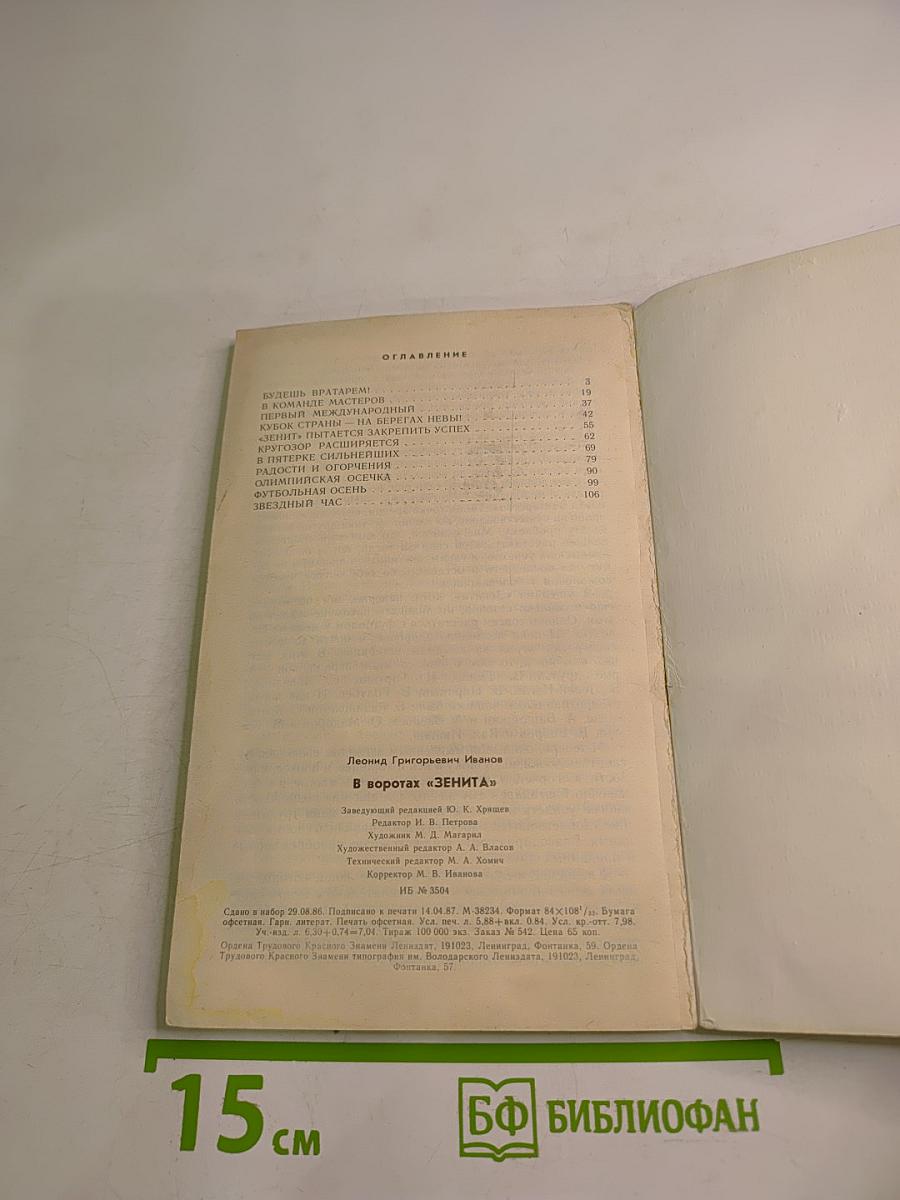 ОГЛАВЛЕНИЕ
БУДЕШЬ ВРАТАРЕМ! 3
В КОМАНДЕ МАСТЕРОВ 19
ПЕРВЫЙ МЕЖДУНАРОДНЫЙ 37
КУБОК СТРАНЫ — НА БЕРЕГАХ НЕВЫ! 42
«ЗЕНИТ» ПЫТАЕТСЯ ЗАКРЕПИТЬ УСПЕХ 55
КРУГОЗОР РАСШИРЯЕТСЯ 62
В ПЯТЕРКЕ СИЛЬНЕЙШИХ 69
РАДОСТИ И ОГОРЧЕНИЯ 79
ОЛИМПИЙСКАЯ ОСЕЧКА 90
ФУТБОЛЬНАЯ ОСЕНЬ 99
ЗВЕЗДНЫЙ ЧАС 106
Леонид Григорьевич Иванов
В воротах «ЗЕНИТА»
Заведующий редакцией Ю. К. Хрящев
Редактор И. В. Петрова
Художник М. Д. Магарил
Художественный редактор А. А. Власов
Технический редактор М. А. Хомич
Корректор М. В. Иванова
ИБ № 3504
Сдано в набор 29.08.86. Подписано к печати 14.04.87. М-38234. Формат 84×108¹/₃₂. Бумага
офсетная. Гарн. литерат. Печать офсетная. Усл. печ. л. 5,88+вкл. 0.84. Усл. кр.-отт. 7,98.
Уч.-изд. л. 6,30+0,74=7,04. Тираж 100 000 экз. Заказ № 542. Цена 65 коп.
Ордена Трудового Красного Знамени Лениздат, 191023, Ленинград, Фонтанка, 59. Ордена
Трудового Красного Знамени типография им. Володарского Лениздата, 191023, Ленинград,
Фонтанка, 57.
15 см
БФ БИБЛИОФАН